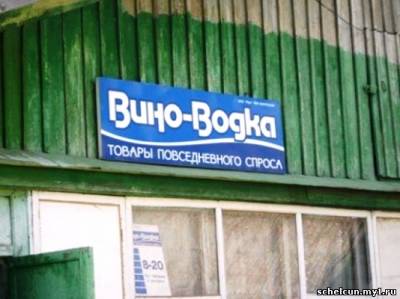 Вино-Водка
ТОВАРЫ ПОВСЕДНЕВНОГО СПРОСА
8-20
schelcun.my1.ru